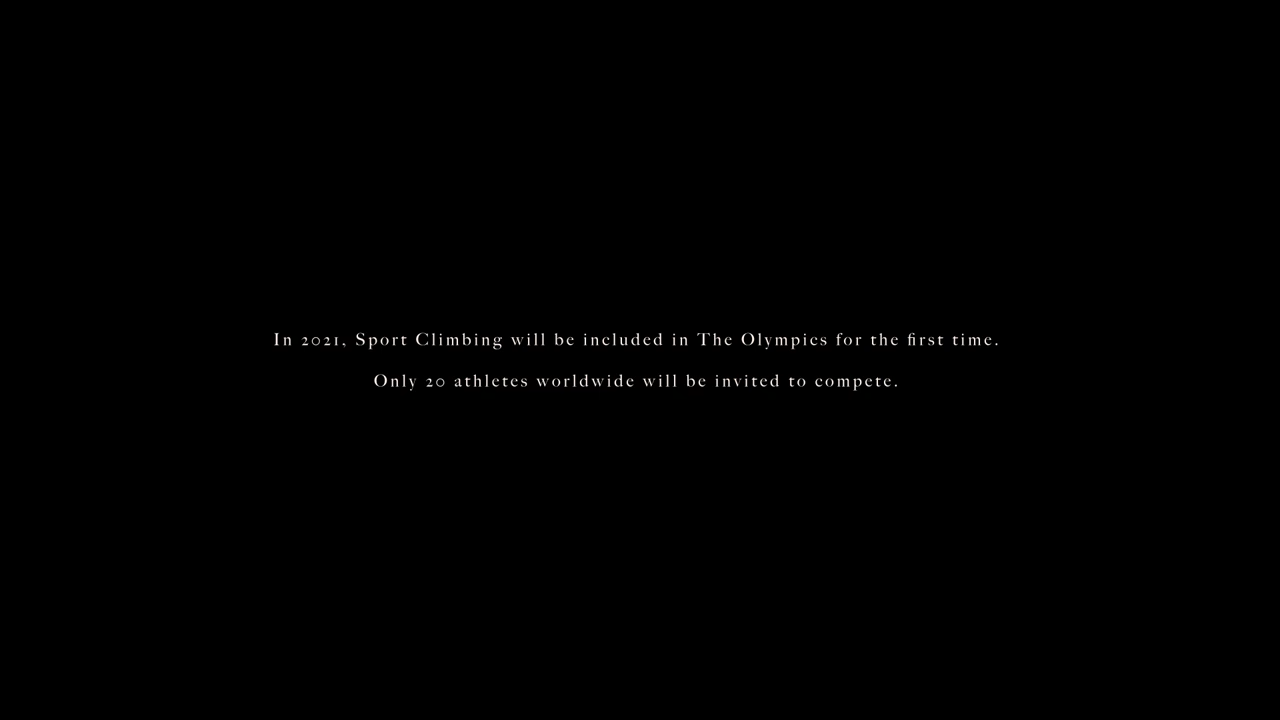 In 2021, Sport Climbing will be included in The Olympics for the first time.
Only 20 athletes worldwide will be invited to compete.